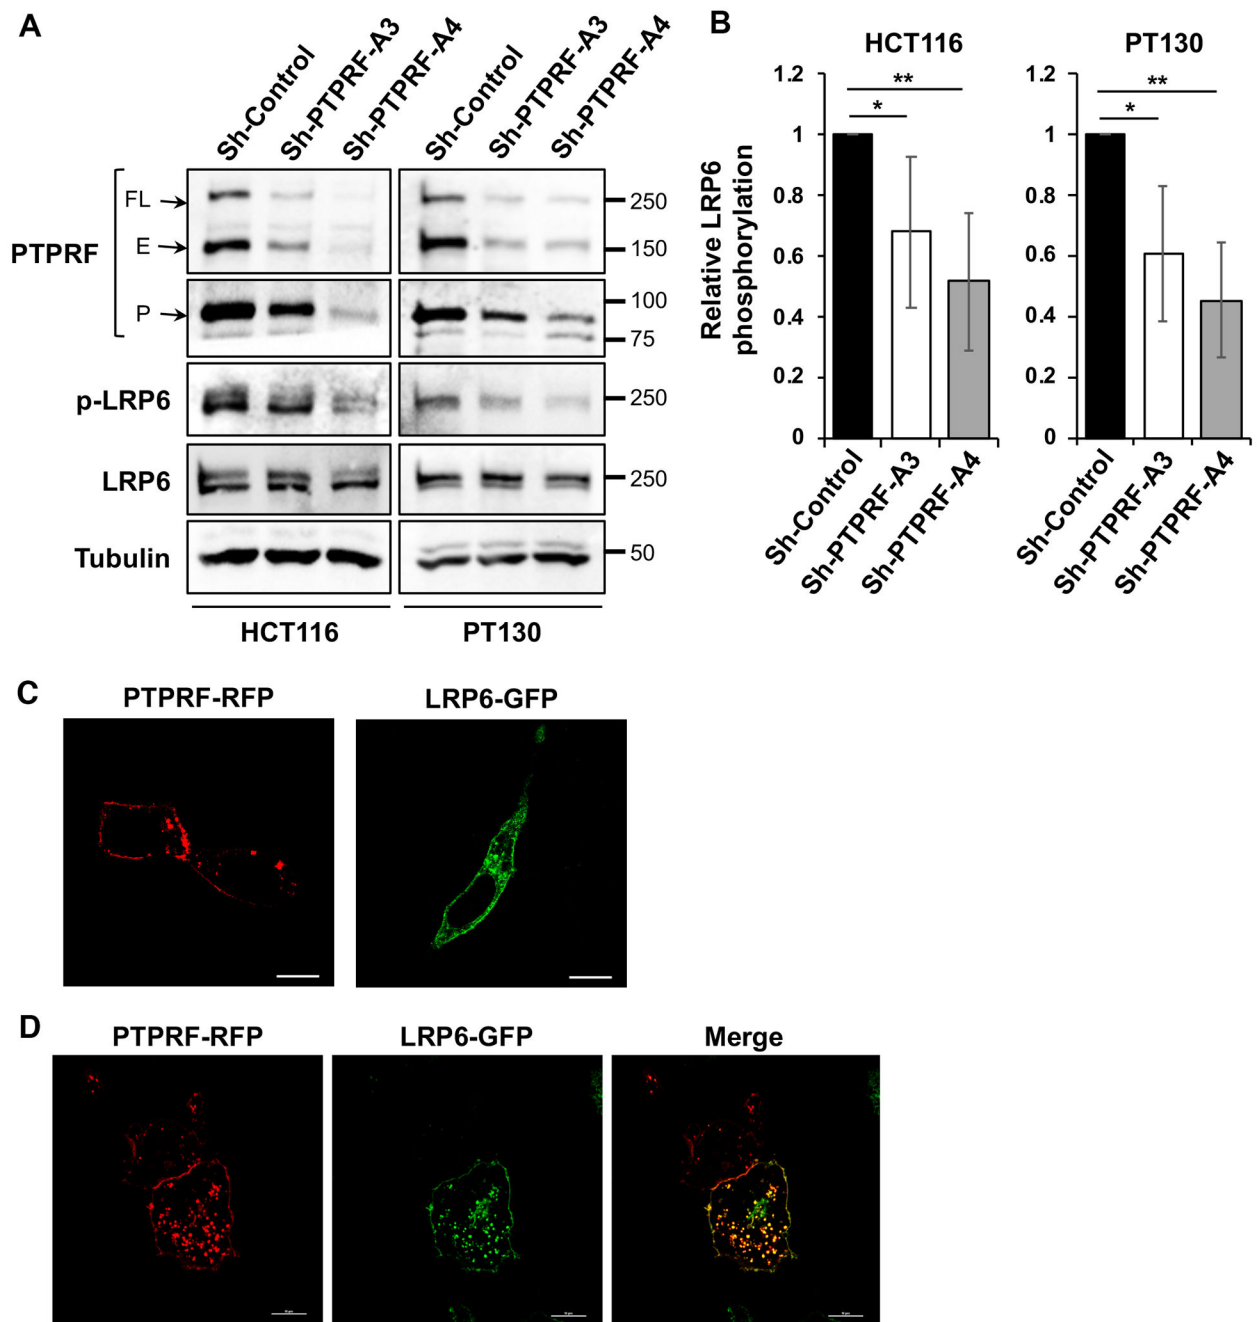 A
Sh-Control
Sh-PTPRF-A3
Sh-PTPRF-A4
Sh-Control
Sh-PTPRF-A3
Sh-PTPRF-A4
PTPRF
FL
E
P
250
150
100
75
p-LRP6
250
LRP6
250
Tubulin
50
HCT116
PT130
B
HCT116
Relative LRP6
phosphorylation
1.2
1
0.8
0.6
0.4
0.2
0
**
*
Sh-Control
Sh-PTPRF-A3
Sh-PTPRF-A4
PT130
1.2
1
0.8
0.6
0.4
0.2
0
**
*
Sh-Control
Sh-PTPRF-A3
Sh-PTPRF-A4
C
PTPRF-RFP
LRP6-GFP
D
PTPRF-RFP
LRP6-GFP
Merge